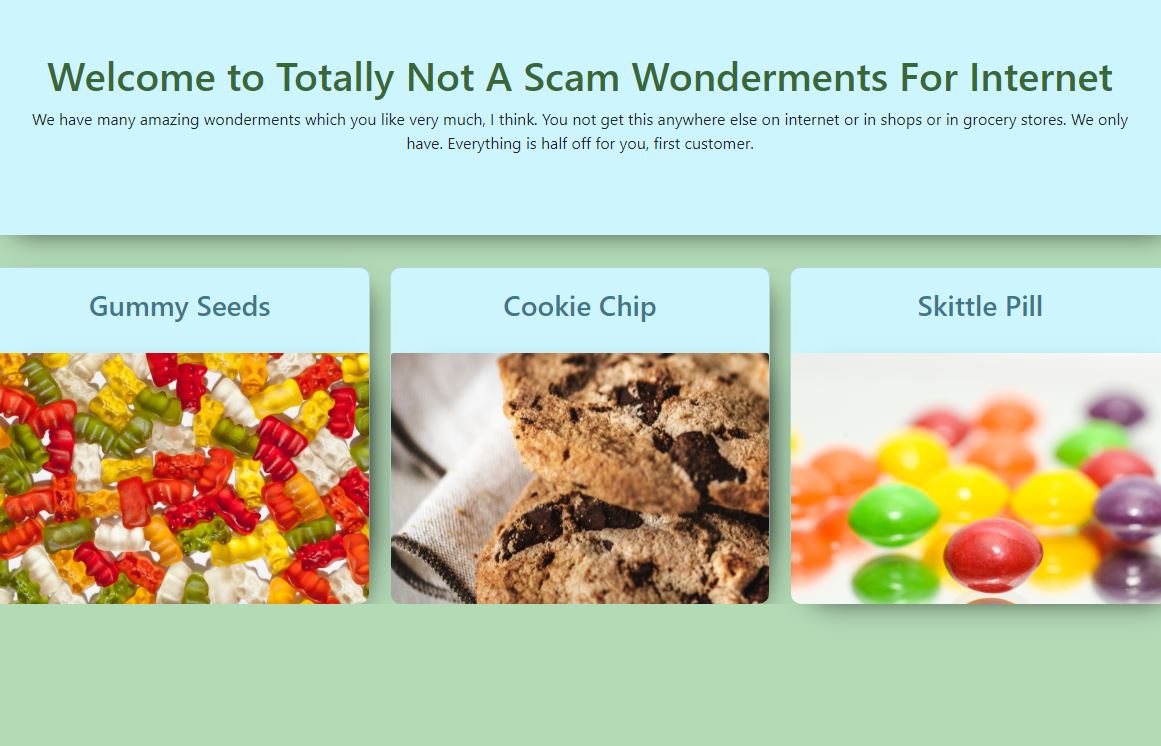 Welcome to Totally Not A Scam Wonderments For Internet
We have many amazing wonderments which you like very much, I think. You not get this anywhere else on internet or in shops or in grocery stores. We only
have. Everything is half off for you, first customer.
Gummy Seeds
Cookie Chip
Skittle Pill